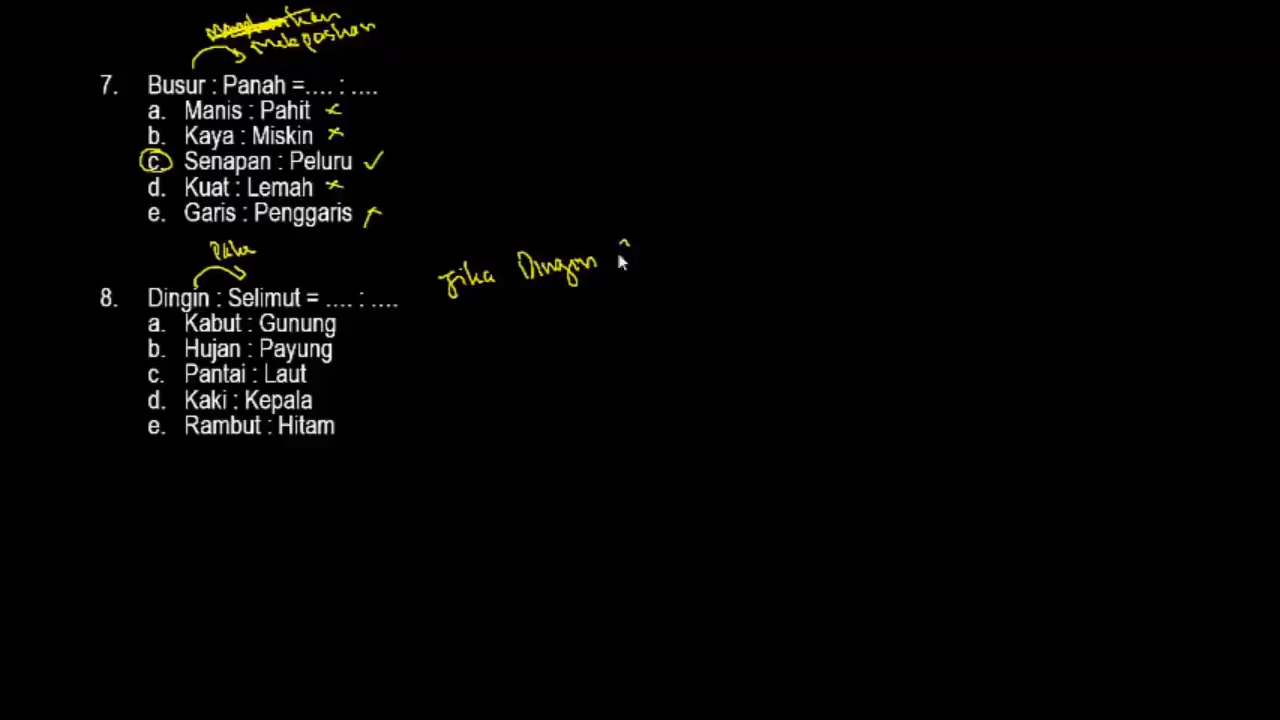 melepaskan
7. Busur : Panah =.... : ....
a. Manis : Pahit
b. Kaya : Miskin
c. Senapan : Peluru
d. Kuat : Lemah
e. Garis : Penggaris
Pakai
8. Dingin : Selimut = .... : ....
Jika Dingin
a. Kabut : Gunung
b. Hujan : Payung
c. Pantai : Laut
d. Kaki : Kepala
e. Rambut : Hitam